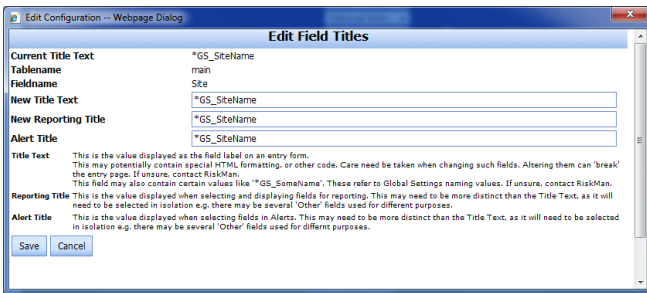 Edit Configuration -- Webpage Dialog
Edit Field Titles
Current Title Text *GS_SiteName
Tablename main
Fieldname Site
New Title Text *GS_SiteName
New Reporting Title *GS_SiteName
Alert Title *GS_SiteName
Title Text This is the value displayed as the field label on an entry form.
This may potentially contain special HTML formatting, or other code. Care need be taken when changing such fields. Altering them can 'break'
the entry page. If unsure, contact RiskMan.
This field may also contain certain values like '*GS_SomeName'. These refer to Global Settings naming values. If unsure, contact RiskMan.
Reporting Title This is the value displayed when selecting and displaying fields for reporting. This may need to be more distinct than the Title Text, as it will
need to be selected in isolation e.g. there may be several 'Other' fields used for different purposes.
Alert Title This is the value displayed when selecting fields in Alerts. This may need to be more distinct than the Title Text, as it will need to be selected
in isolation e.g. there may be several 'Other' fields used for differnt purposes.
Save Cancel